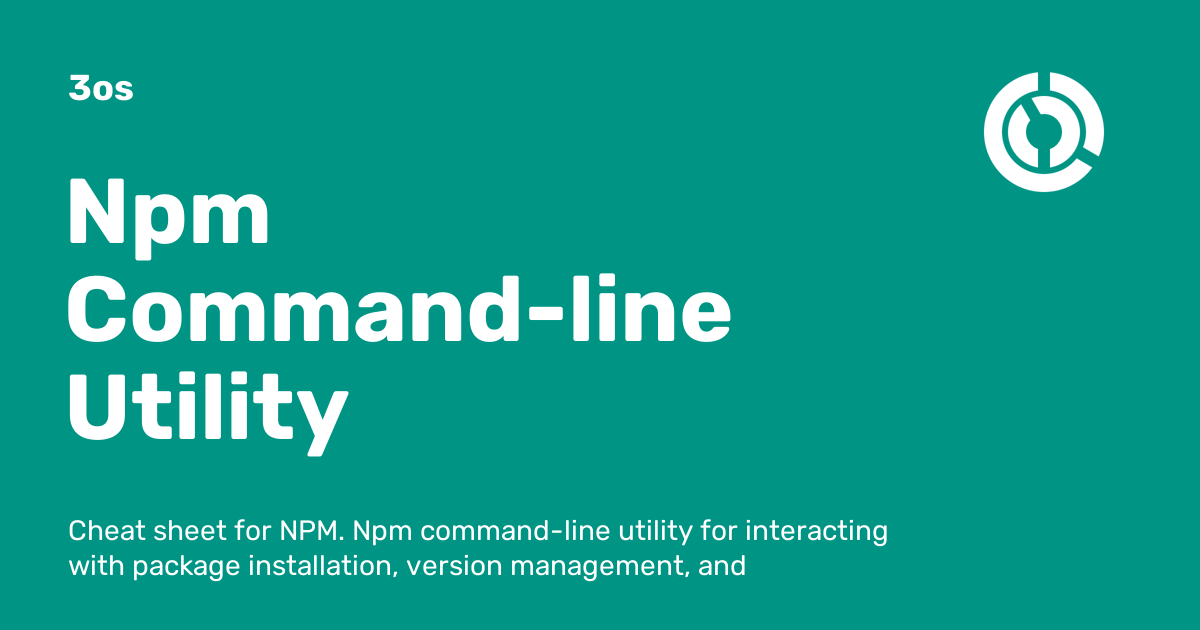 3os
Npm
Command-line
Utility
Cheat sheet for NPM. Npm command-line utility for interacting
with package installation, version management, and